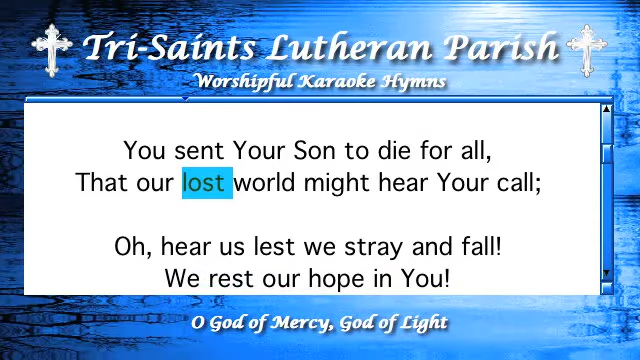 Tri-Saints Lutheran Parish
Worshipful Karaoke Hymns
You sent Your Son to die for all,
That our lost world might hear Your call;
Oh, hear us lest we stray and fall!
We rest our hope in You!
O God of Mercy, God of Light